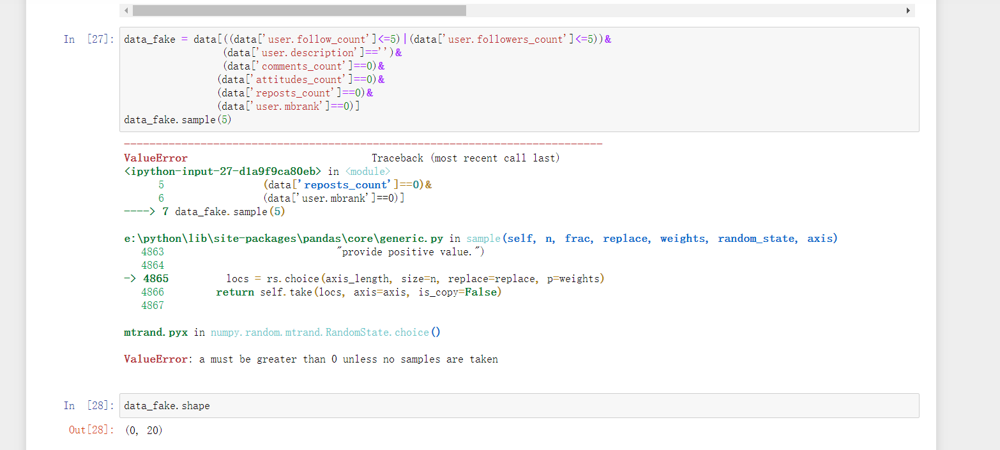 In [27]: data_fake = data[((data['user.follow_count']<=5)|(data['user.followers_count']<=5))&
(data['user.description']=='')&
(data['comments_count']==0)&
(data['attitudes_count']==0)&
(data['reposts_count']==0)&
(data['user.mbrank']==0)]
data_fake.sample(5)
---------------------------------------------------------------------------
ValueError Traceback (most recent call last)
<ipython-input-27-d1a9f9ca80eb> in <module>
5 (data['reposts_count']==0)&
6 (data['user.mbrank']==0)]
----> 7 data_fake.sample(5)
e:\python\lib\site-packages\pandas\core\generic.py in sample(self, n, frac, replace, weights, random_state, axis)
4863 "provide positive value.")
4864
-> 4865 locs = rs.choice(axis_length, size=n, replace=replace, p=weights)
4866 return self.take(locs, axis=axis, is_copy=False)
4867
mtrand.pyx in numpy.random.mtrand.RandomState.choice()
ValueError: a must be greater than 0 unless no samples are taken
In [28]: data_fake.shape
Out[28]: (0, 20)